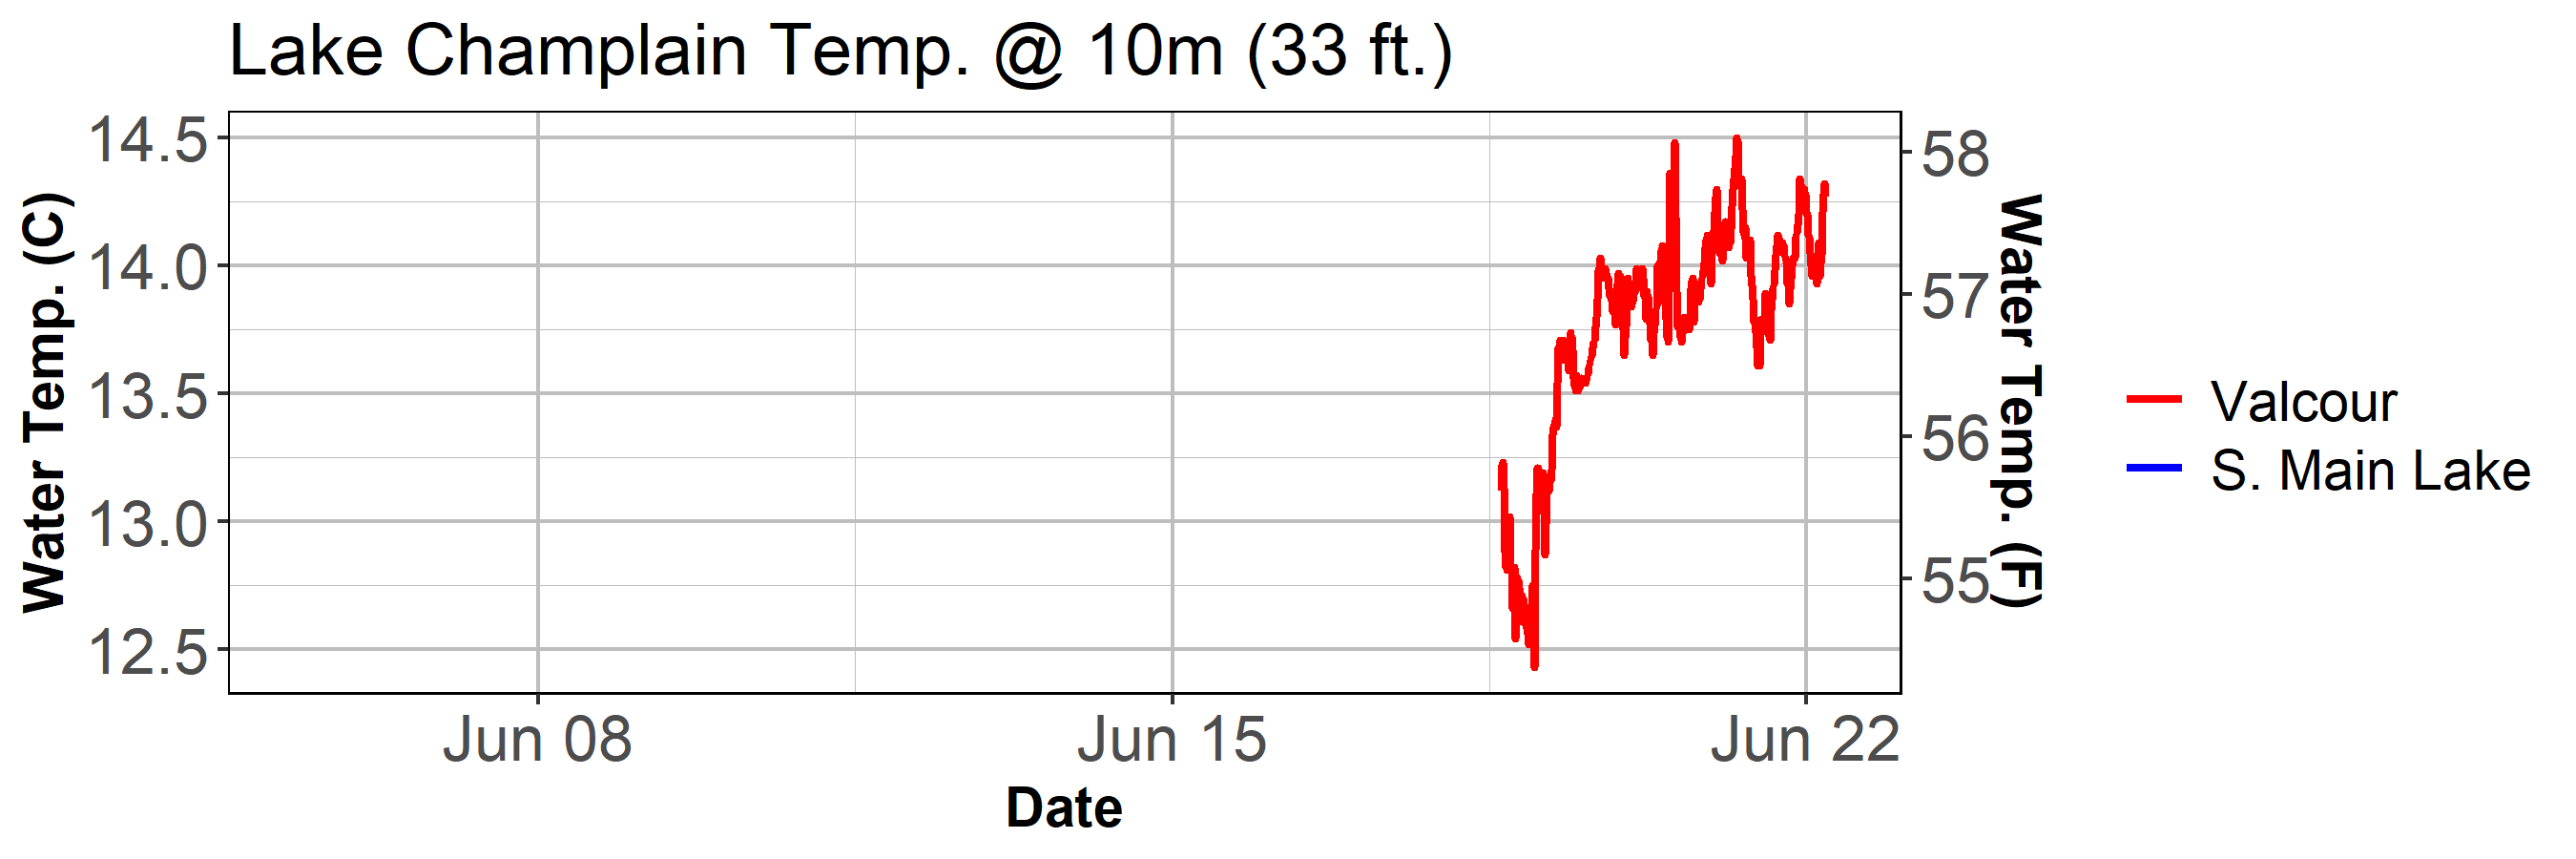 Lake Champlain Temp. @ 10m (33 ft.)
Water Temp. (C)
14.5
14.0
13.5
13.0
12.5
58
57
56
55
Water Temp. (F)
Jun 08
Jun 15
Jun 22
Date
Valcour
S. Main Lake